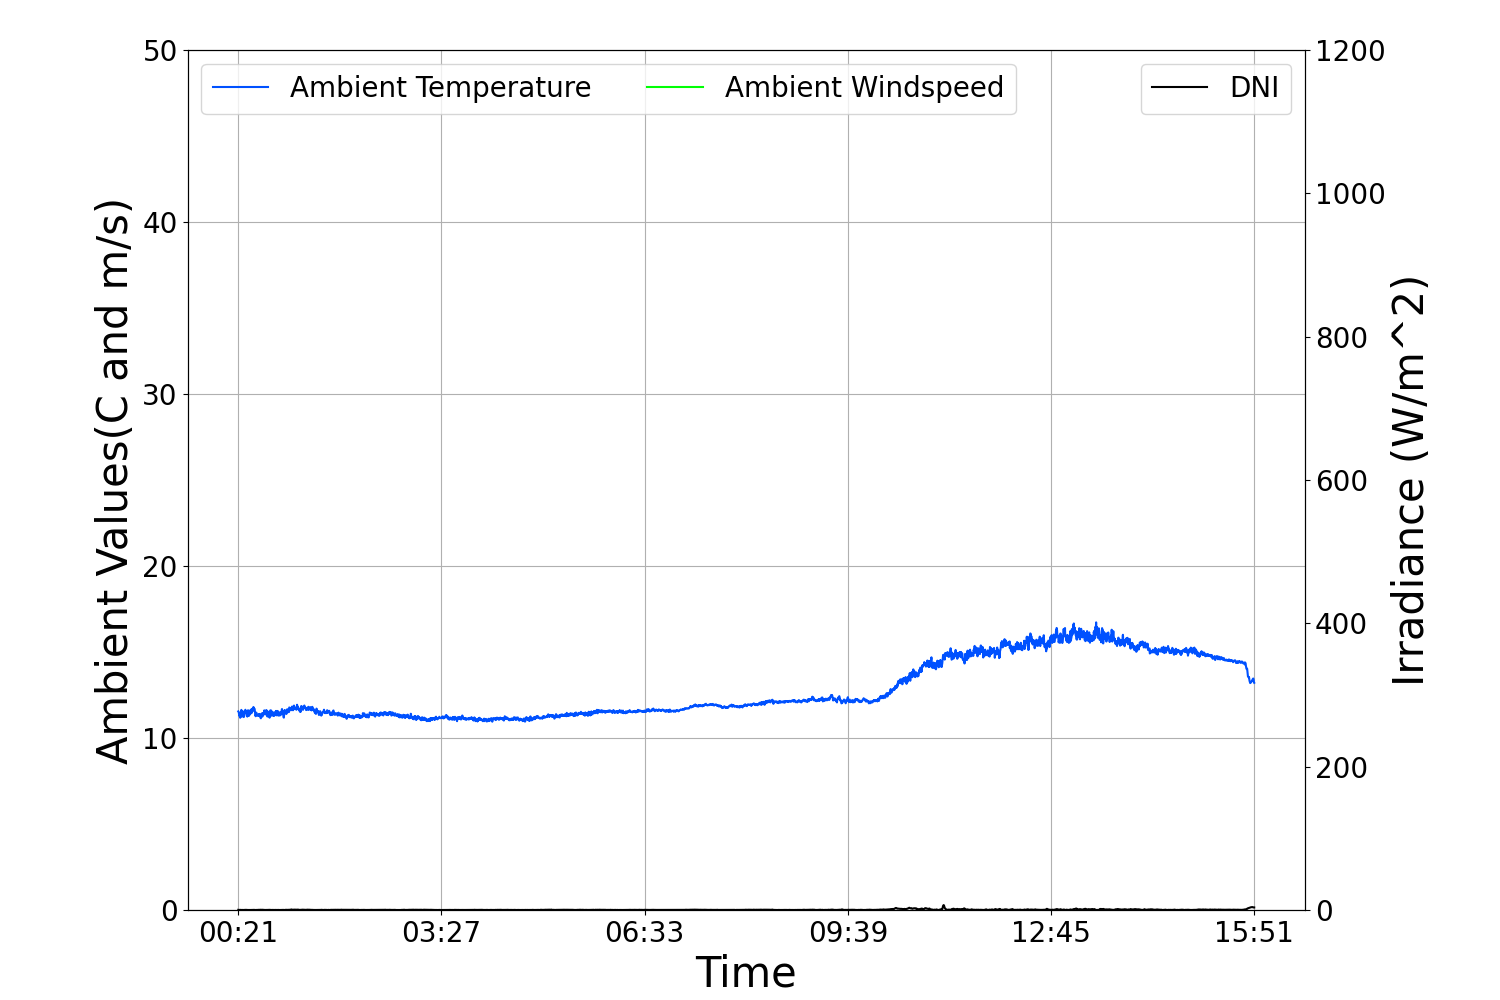 Ambient Temperature Ambient Windspeed DNI
Ambient Values(C and m/s)
50
40
30
20
10
0
1200
1000
800
600
400
200
0
Irradiance (W/m^2)
00:21 03:27 06:33 09:39 12:45 15:51
Time